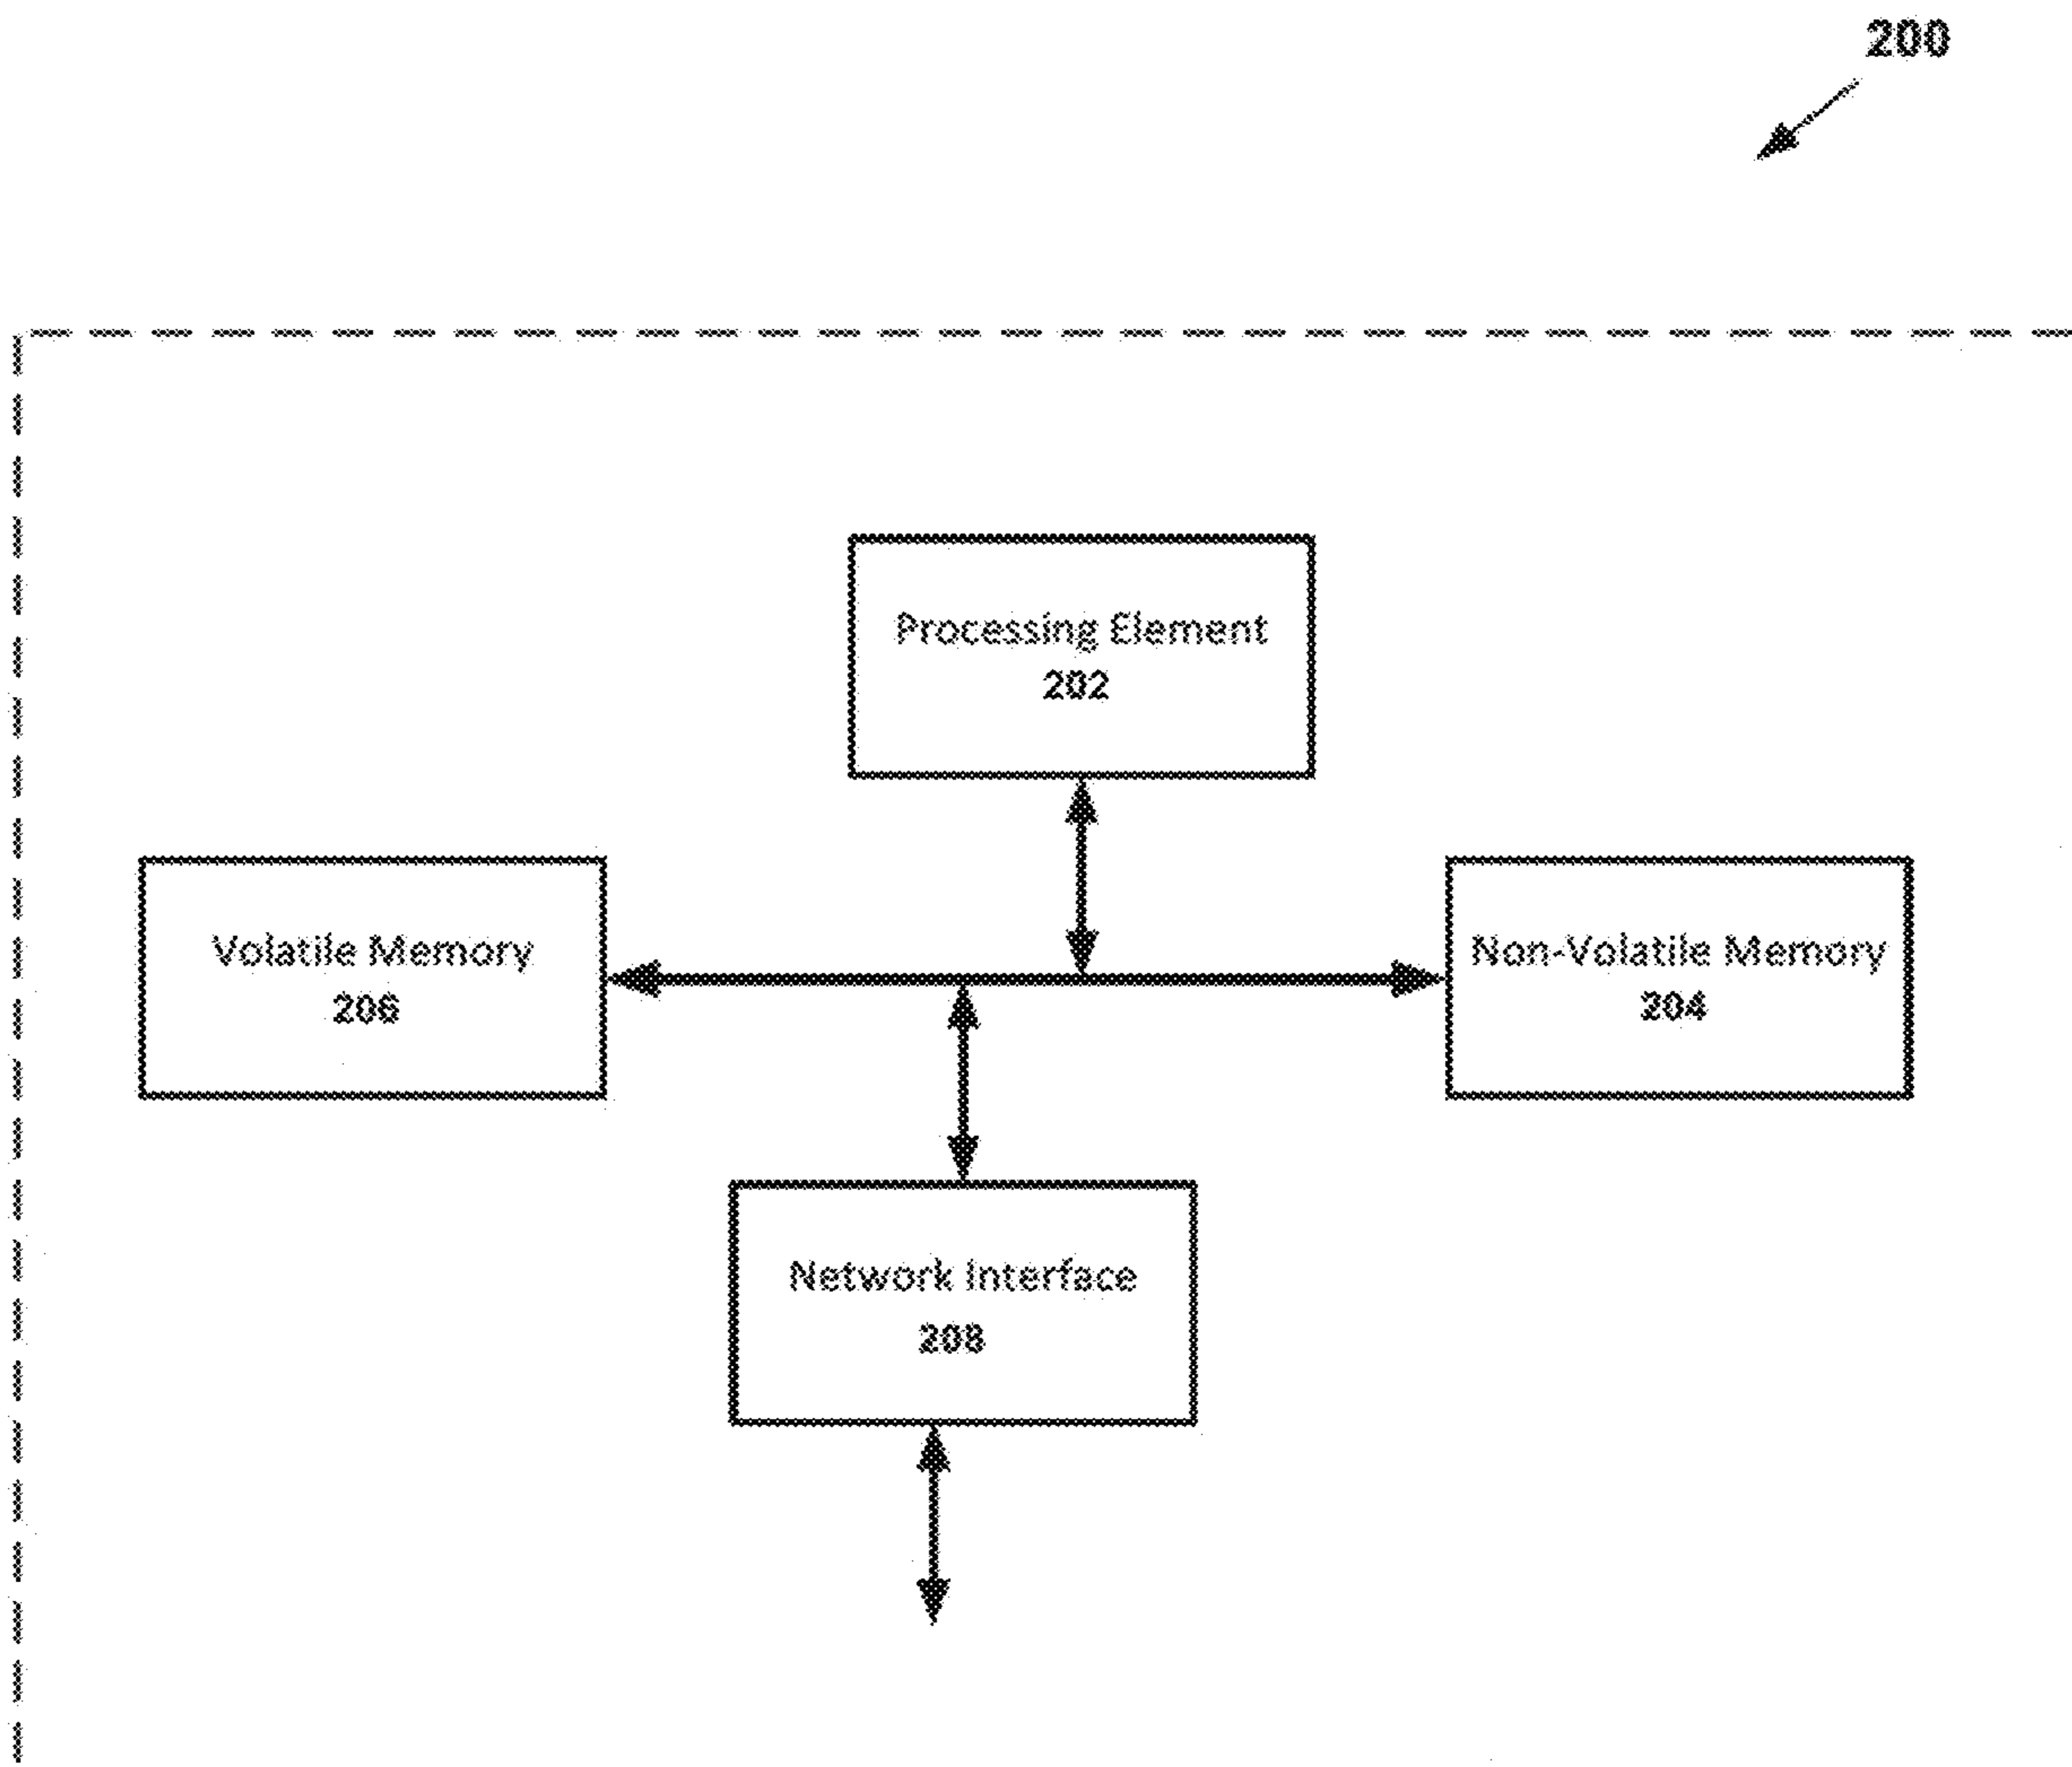 200
Processing Element
202
Volatile Memory
206
Non-Volatile Memory
204
Network Interface
208